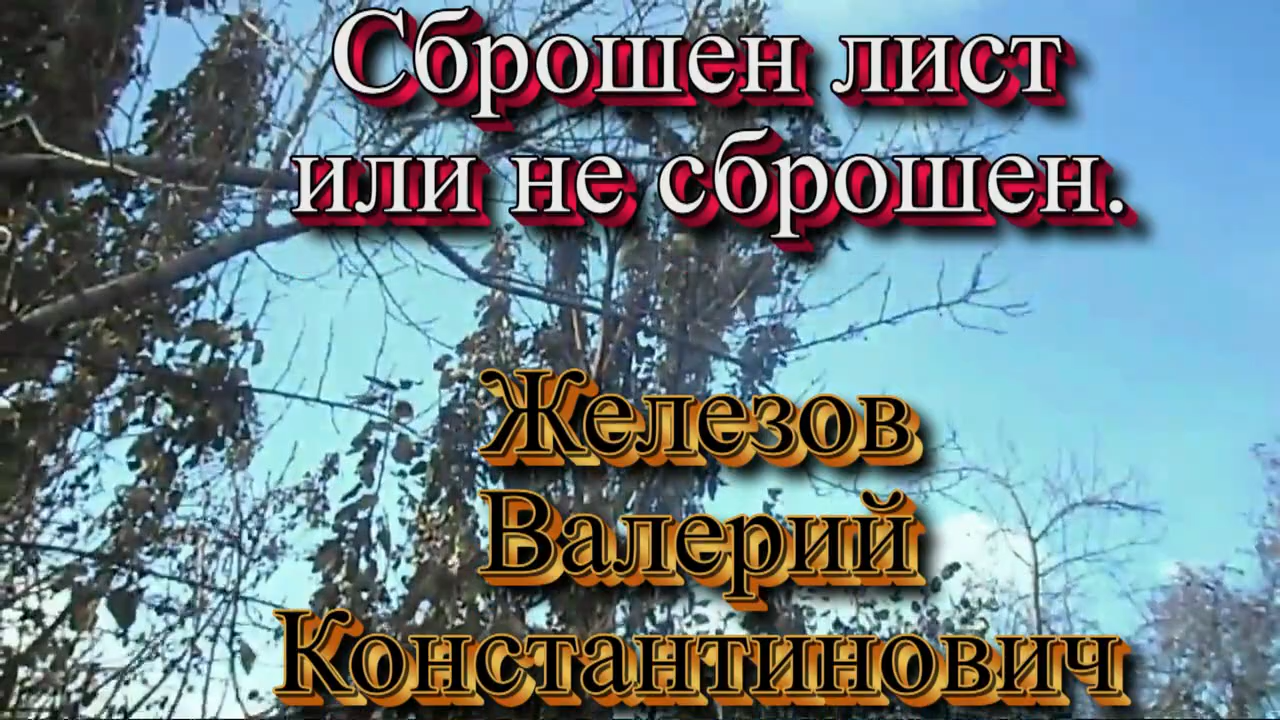 Сброшен лист
или не сброшен.
Железов
Валерий
Константинович